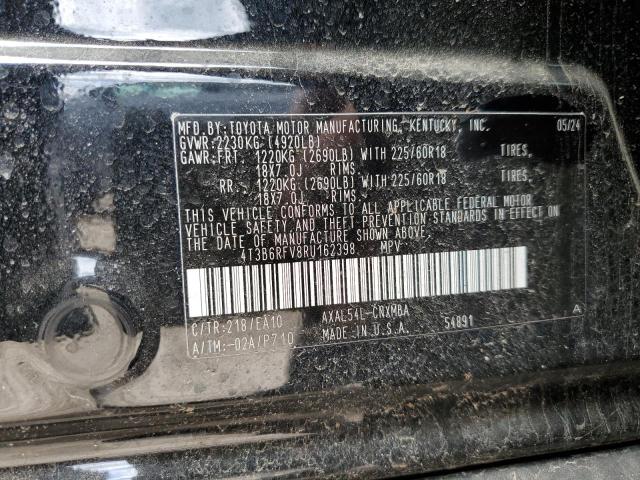 MFD.BY:TOYOTA MOTOR MANUFACTURING, KENTUCKY, INC. 05/24
GVWR:2230KG (4920LB)
GAWR:FRT 1220KG (2690LB) WITH 225/60R18 TIRES,
18X7.0J RIMS
RR 1220KG (2690LB) WITH 225/60R18 TIRES,
18X7.0J RIMS
THIS VEHICLE CONFORMS TO ALL APPLICABLE FEDERAL MOTOR
VEHICLE SAFETY AND THEFT PREVENTION STANDARDS IN EFFECT ON
THE DATE OF MANUFACTURE SHOWN ABOVE.
4T3B6RFV8RU162398 MPV
C/TR:218/EA10 AXAL54L-CNXMBA A
A/TM:-02A/P710 MADE IN U.S.A. 54891